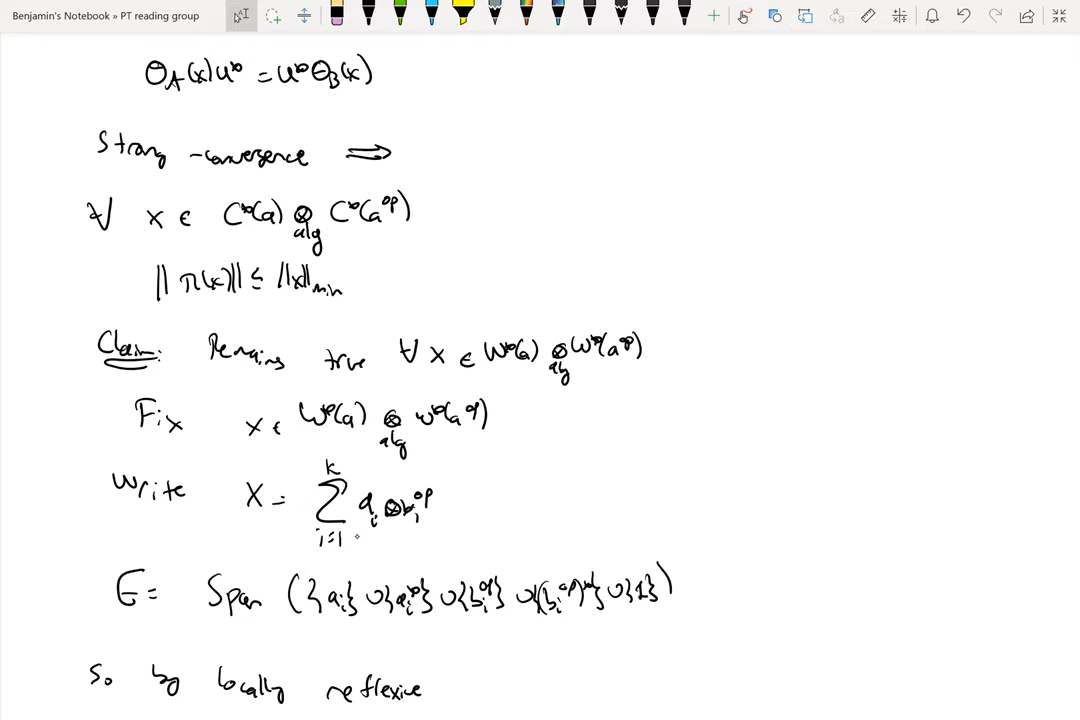 Benjamin's Notebook » PT reading group
Θ_A(x)u^* = u^*Θ_B(x)
Strong -convergence ⟹
∀ x ∈ C^*(a) ⊗_alg C^*(a^op)
||π(x)|| ≤ ||x||_min
Claim: Remains true ∀ x ∈ W^*(a) ⊗_alg W^*(a^op)
Fix x ∈ W^*(a) ⊗_alg W^*(a^op)
Write X = ∑_{i=1}^k a_i ⊗ b_i^op
E = Span ({a_i} ∪ {a_i^*} ∪ {b_i^op} ∪ {(b_i^op)^*} ∪ {1})
So by locally reflexive